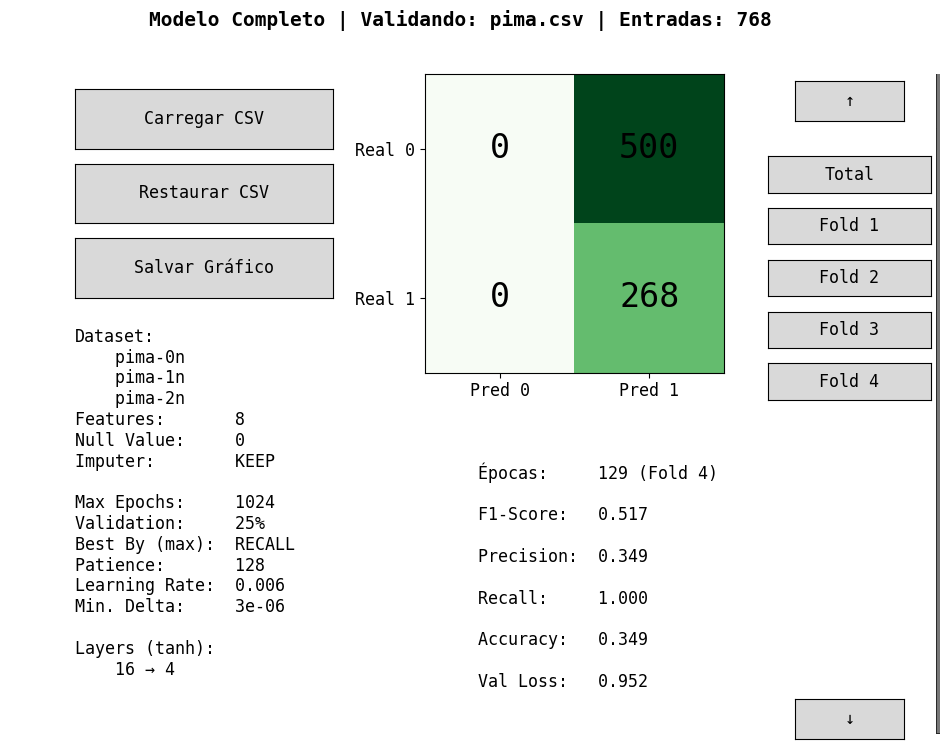 Modelo Completo | Validando: pima.csv | Entradas: 768
Carregar CSV
Restaurar CSV
Salvar Gráfico
Dataset:
pima-0n
pima-1n
pima-2n
Features: 8
Null Value: 0
Imputer: KEEP
Max Epochs: 1024
Validation: 25%
Best By (max): RECALL
Patience: 128
Learning Rate: 0.006
Min. Delta: 3e-06
Layers (tanh):
16 → 4
Real 0 0 500
Real 1 0 268
Pred 0 Pred 1
Épocas: 129 (Fold 4)
F1-Score: 0.517
Precision: 0.349
Recall: 1.000
Accuracy: 0.349
Val Loss: 0.952
↑
Total
Fold 1
Fold 2
Fold 3
Fold 4
↓